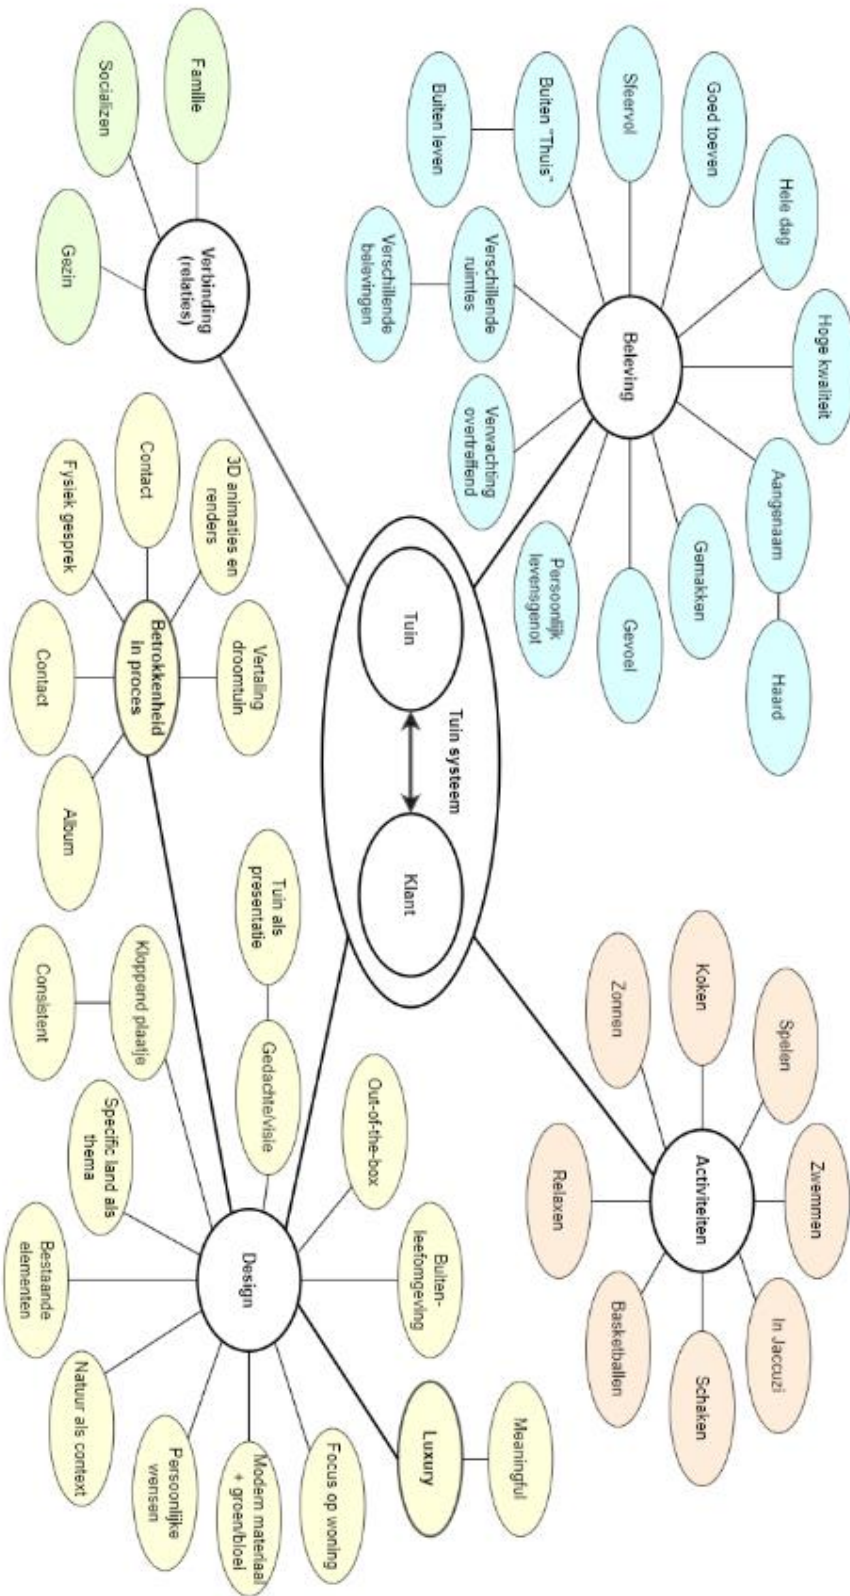 Hoge kwaliteit
Hele dag
Aangenaam
Haard
Goed toeven
Gemakken
Sfeervol
Beleving
Gevoel
Buiten "Thuis"
Buiten leven
Verschillende
ruimtes
Verschillende
belevingen
Verwachting
overtreffend
Persoonlijk
levensgenot
Zwemmen
Spelen
In Jaccuzi
Koken
Activiteiten
Schaken
Zonnen
Relaxen
Basketballen
Tuin systeem
Tuin
Klant
Familie
Verbinding
(relaties)
Socializen
Gezin
Vertaling
droomtuin
3D animaties en
renders
Contact
Betrokkenheid
in proces
Fysiek gesprek
Contact
Album
Meaningful
Luxury
Buiten-
leefomgeving
Out-of-the-box
Tuin als
presentatie
Gedachte/visie
Focus op woning
Design
Modern materiaal
+ groen/bloei
Kloppend plaatje
Consistent
Specific land als
thema
Persoonlijke
wensen
Bestaande
elementen
Natuur als context